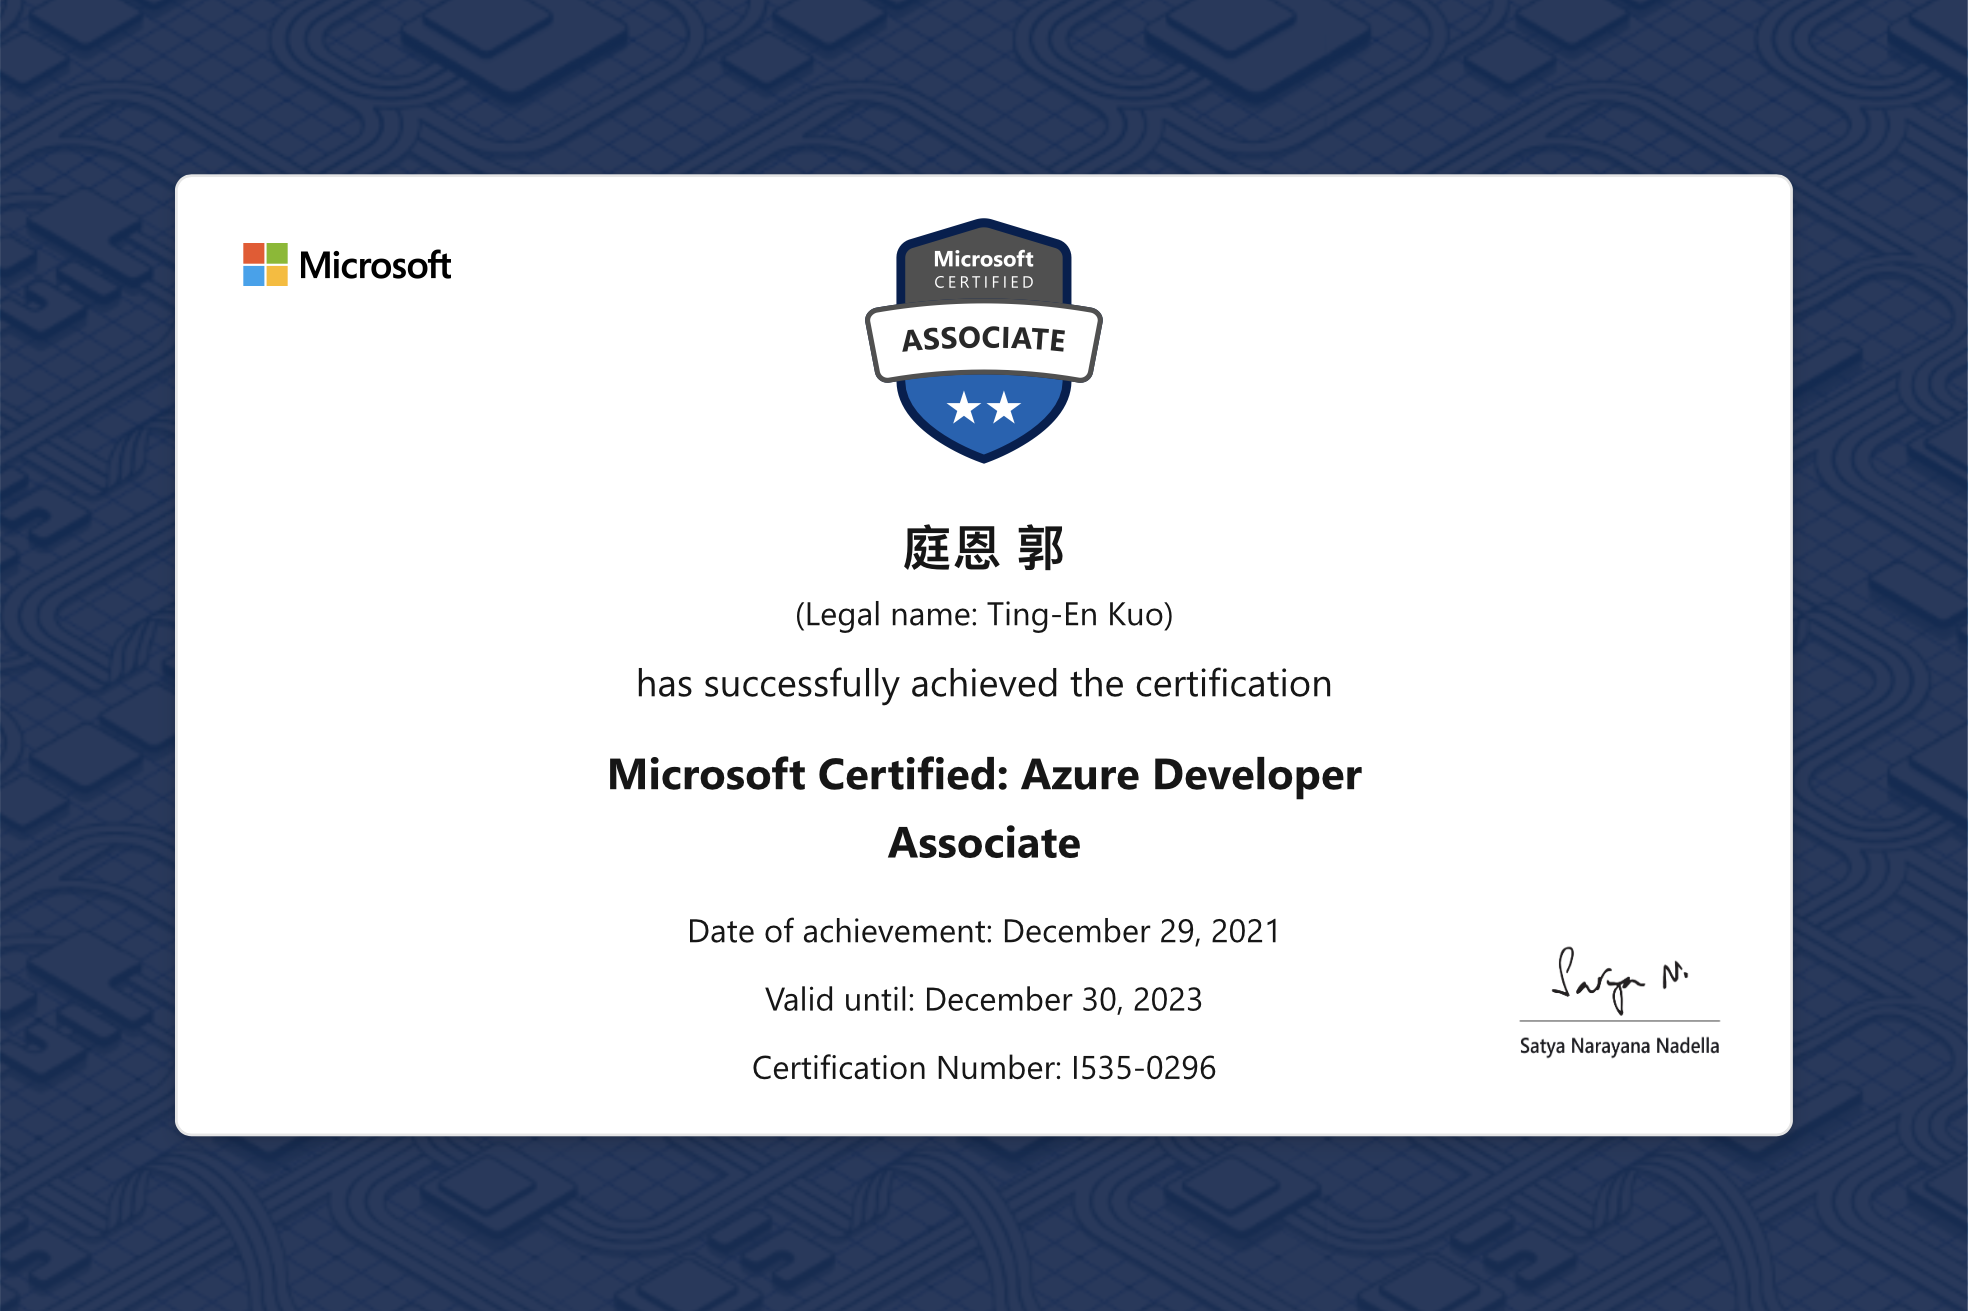 Microsoft
Microsoft
CERTIFIED
ASSOCIATE
庭恩 郭
(Legal name: Ting-En Kuo)
has successfully achieved the certification
Microsoft Certified: Azure Developer
Associate
Date of achievement: December 29, 2021
Valid until: December 30, 2023
Certification Number: I535-0296
Satya N.
Satya Narayana Nadella